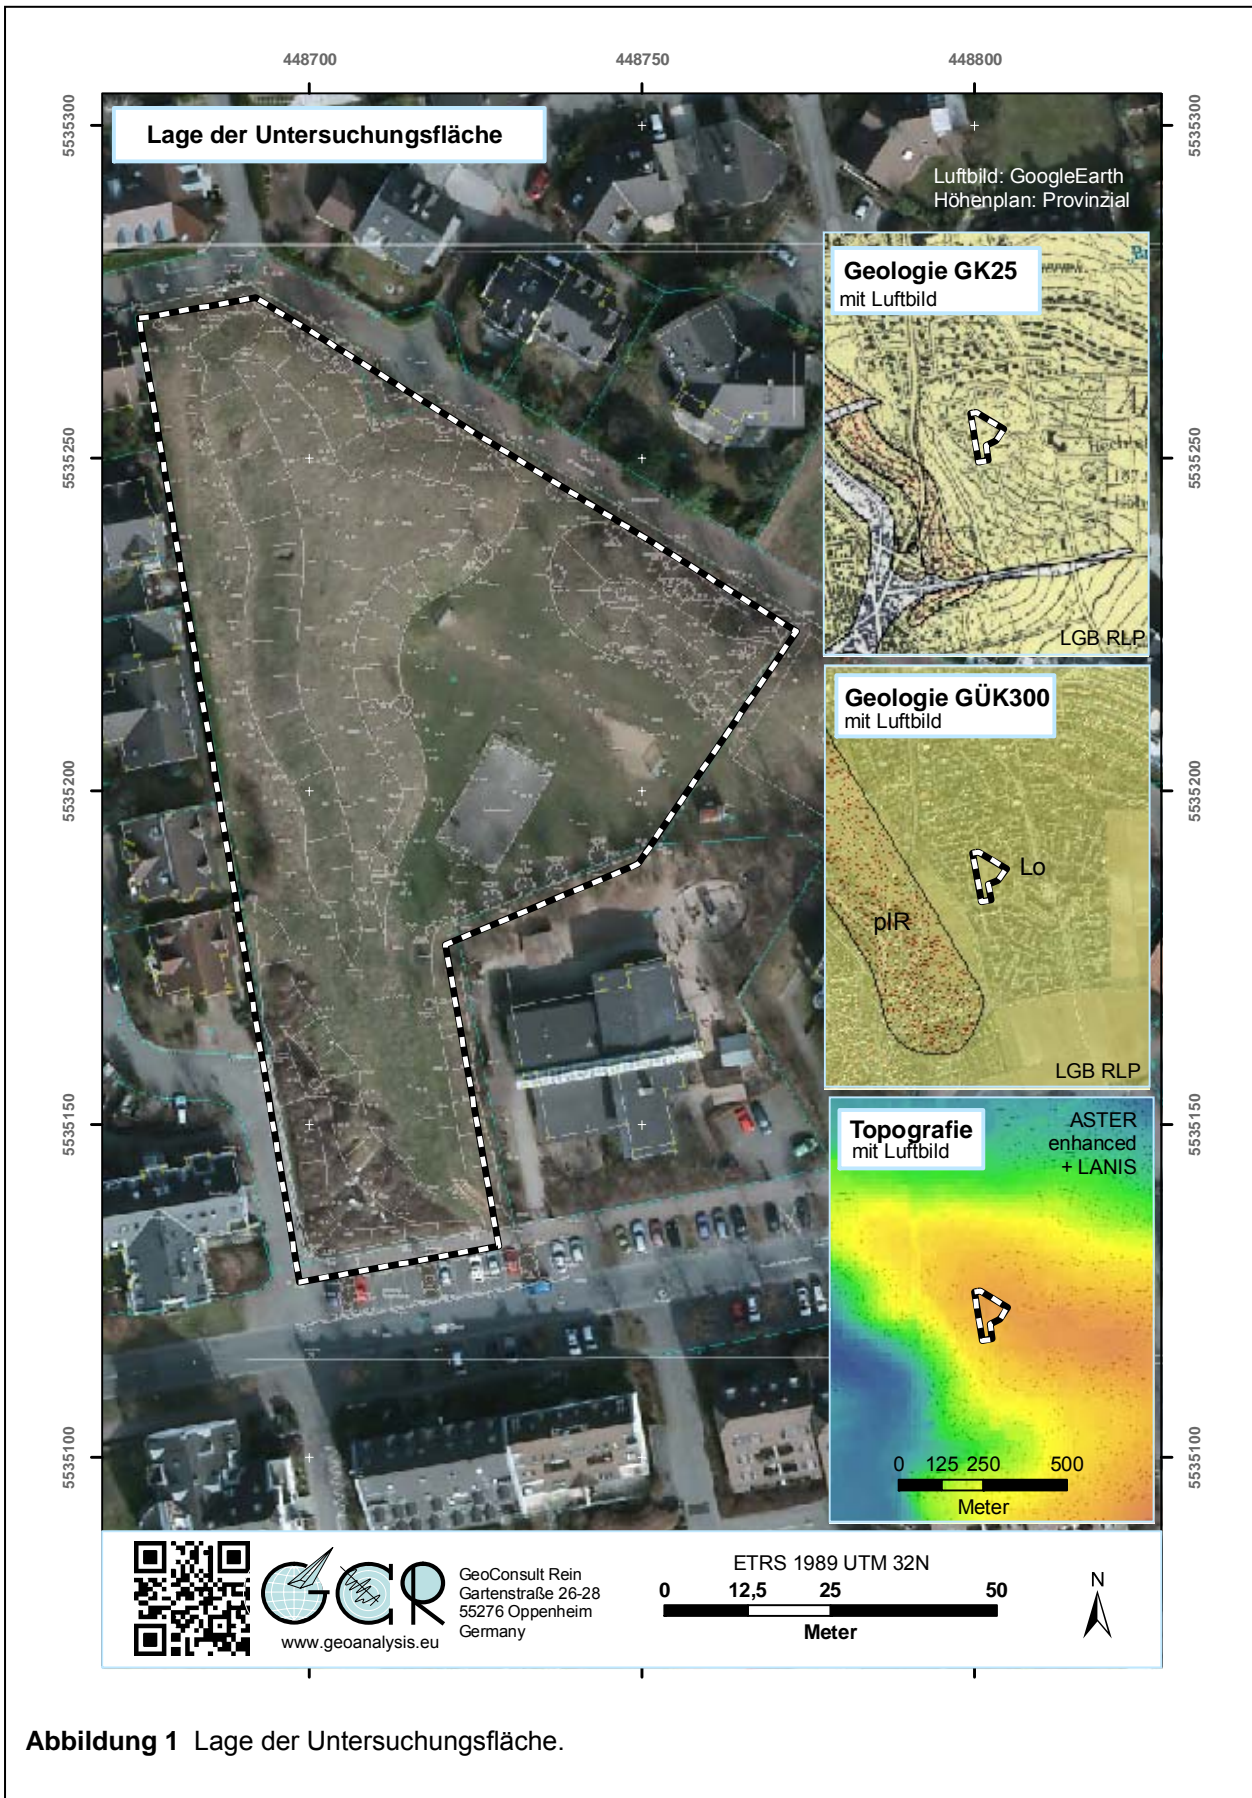 448700 448750 448800
5535300 5535300
Lage der Untersuchungsfläche
Luftbild: GoogleEarth
Höhenplan: Provinzial
Geologie GK25
mit Luftbild
LGB RLP
5535250 5535250
Geologie GÜK300
mit Luftbild
Lo
pIR
LGB RLP
5535200 5535200
Topografie
mit Luftbild
ASTER
enhanced
+ LANIS
0 125 250 500
Meter
5535150 5535150
5535100 5535100
GeoConsult Rein
Gartenstraße 26-28
55276 Oppenheim
Germany
www.geoanalysis.eu
ETRS 1989 UTM 32N
0 12,5 25 50
Meter
N
Abbildung 1 Lage der Untersuchungsfläche.